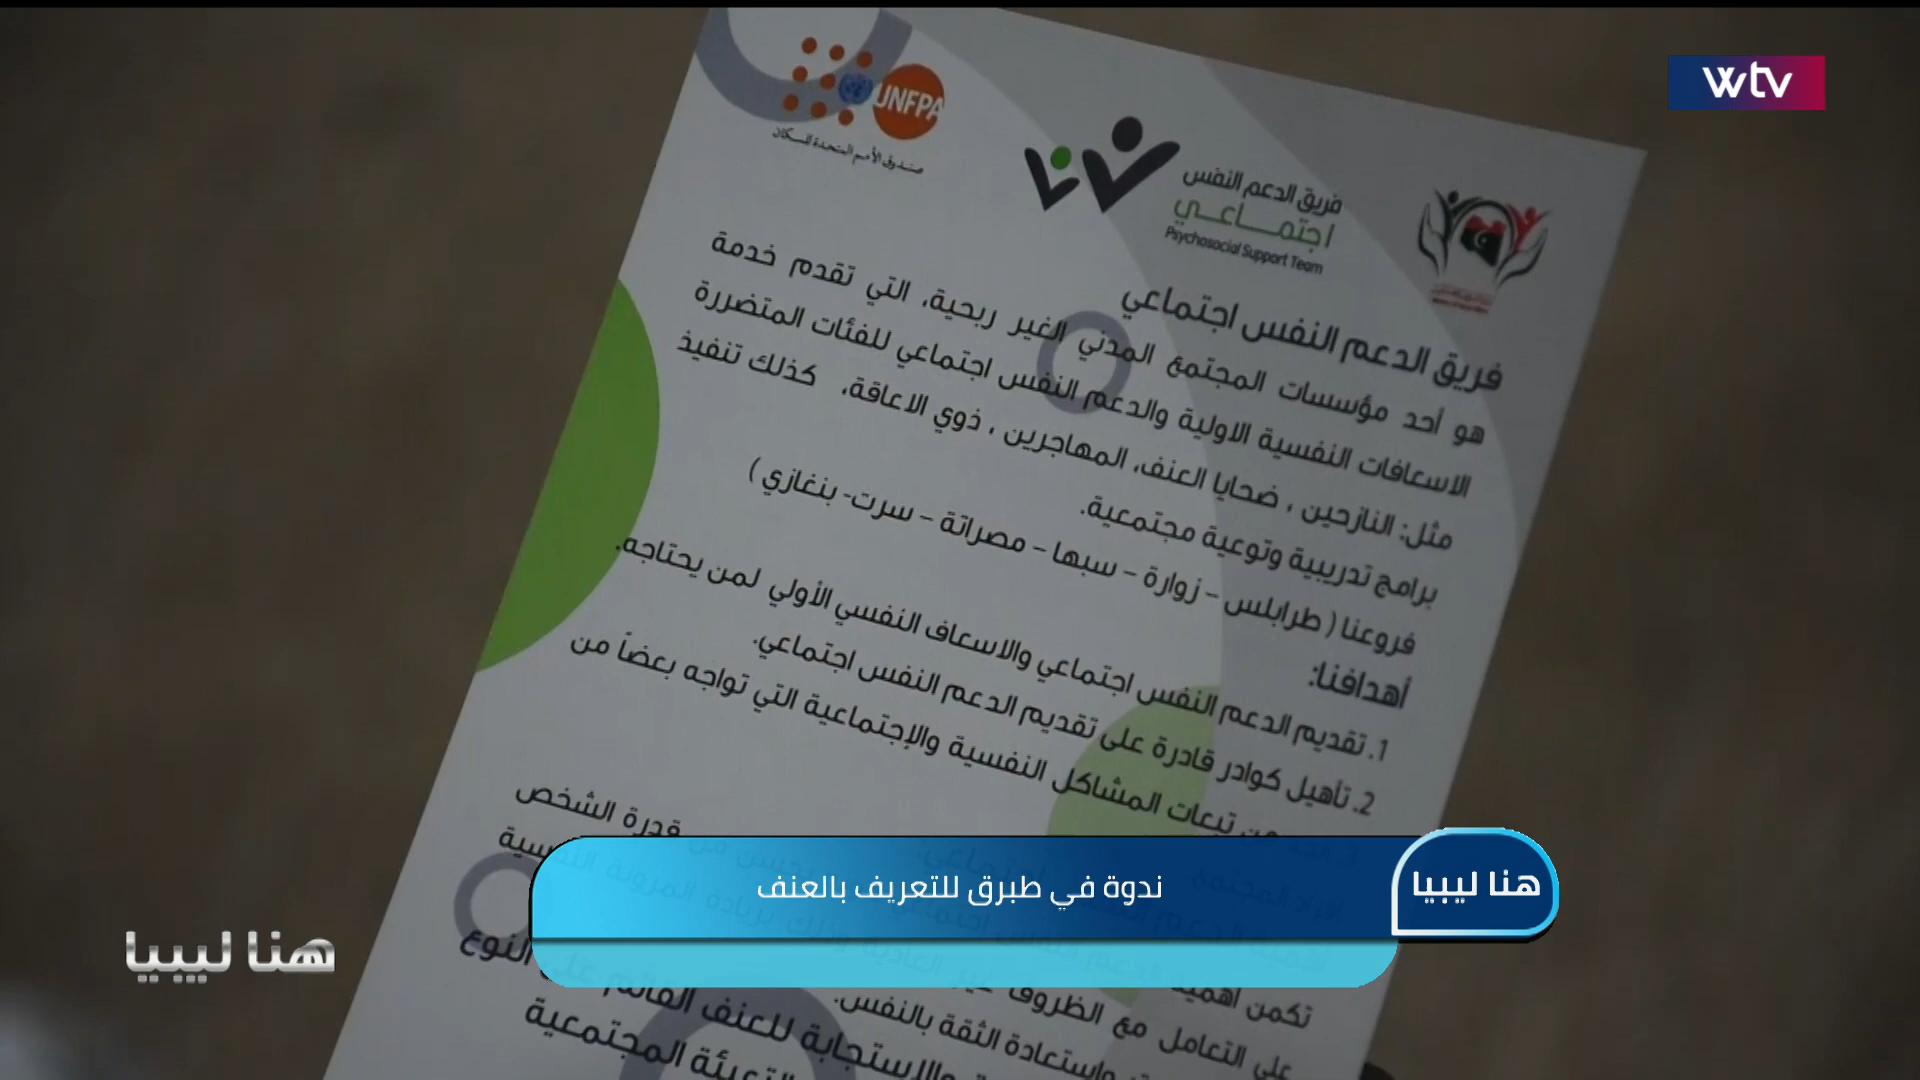 wtv
UNFPA
صندوق الأمم المتحدة للسكان
فريق الدعم النفس
اجتماعي
Psychosocial Support Team
فريق الدعم النفس اجتماعي
هو أحد مؤسسات المجتمع المدني الغير ربحية، التي تقدم خدمة
الاسعافات النفسية الاولية والدعم النفس اجتماعي للفئات المتضررة
مثل: النازحين , ضحايا العنف, المهاجرين , ذوي الاعاقة، كذلك تنفيذ
برامج تدريبية وتوعية مجتمعية.
فروعنا ( طرابلس – زوارة – سبها – مصراتة – سرت- بنغازي )
أهدافنا:
1. تقديم الدعم النفس اجتماعي والاسعاف النفسي الأولي لمن يحتاجه.
2. تأهيل كوادر قادرة على تقديم الدعم النفس اجتماعي.
من تبعات المشاكل النفسية والإجتماعية التي تواجه بعضاً من
تكمن أهمية
قدرة الشخص
على التعامل مع الظروف
واستعادة الثقة بالنفس.
والاستجابة للعنف القائم على النوع
التعبئة المجتمعية
ندوة في طبرق للتعريف بالعنف
هنا ليبيا
هنا ليبيا